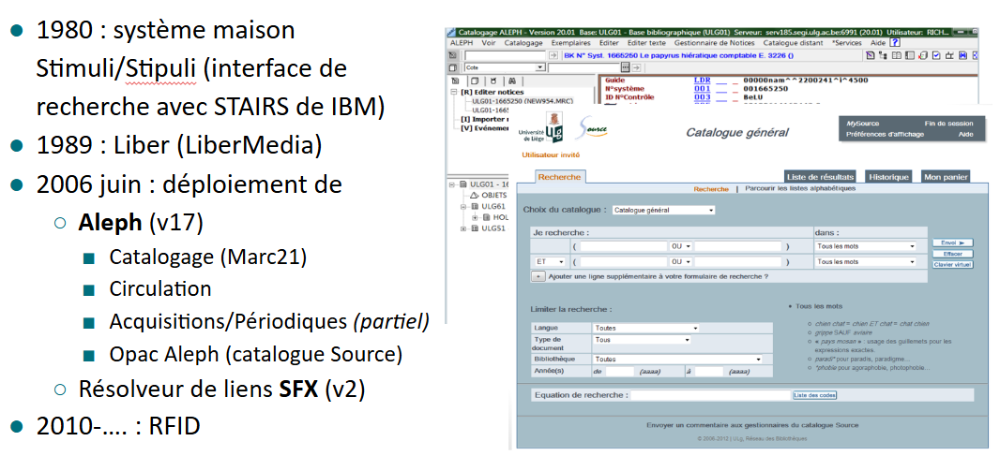 1980 : système maison
Stimuli/Stipuli (interface de
recherche avec STAIRS de IBM)
1989 : Liber (LiberMedia)
2006 juin : déploiement de
Aleph (v17)
Catalogage (Marc21)
Circulation
Acquisitions/Périodiques (partiel)
Opac Aleph (catalogue Source)
Résolveur de liens SFX (v2)
2010-.... : RFID
Catalogage ALEPH - Version 20.01 Base: ULG01 - Base bibliographique (ULG01) Serveur: serv185.segi.ulg.ac.be:6991 (20.01) Utilisateur: RICH...
ALEPH Voir Catalogage Exemplaires Editer Editer texte Gestionnaire de Notices Catalogue distant *Services Aide ?
BK N° Syst. 1665250 Le papyrus hiératique comptable E. 3226 ()
Cote
[R] Editer notices
ULG01-1665250 (NEW954.MRC)
ULG01-1665
[I] Importer
[V] Evénemen
Guide LDR 00000nam^^2200241^i^4500
N°système 001 001665250
ID N°Contrôle 003 BeLU
ULG01 - 16
OBJETS
ULG61
HOL
ULG51
Université de Liège
ULg
Source
Catalogue général
MySource Fin de session
Préférences d'affichage Aide
Utilisateur invité
Recherche Liste de résultats Historique Mon panier
Recherche | Parcourir les listes alphabétiques
Choix du catalogue : Catalogue général
Je recherche : dans:
( OU ) Tous les mots Envoi
ET ( OU ) Tous les mots Effacer
Clavier virtuel
+ Ajouter une ligne supplémentaire à votre formulaire de recherche ?
Limiter la recherche :
Langue Toutes
Type de document Tous
Bibliothèque Toutes
Année(s) de (aaaa) à (aaaa)
Tous les mots
chien chat = chien ET chat = chat chien
grippe SAUF aviaire
« pays mosan » : usage des guillemets pour les
expressions exactes.
paradi* pour paradis, paradigme...
*phobie pour agoraphobie, photophobie...
Equation de recherche : Liste des codes
Envoyer un commentaire aux gestionnaires du catalogue Source
© 2006-2012 | ULg, Réseau des Bibliothèques